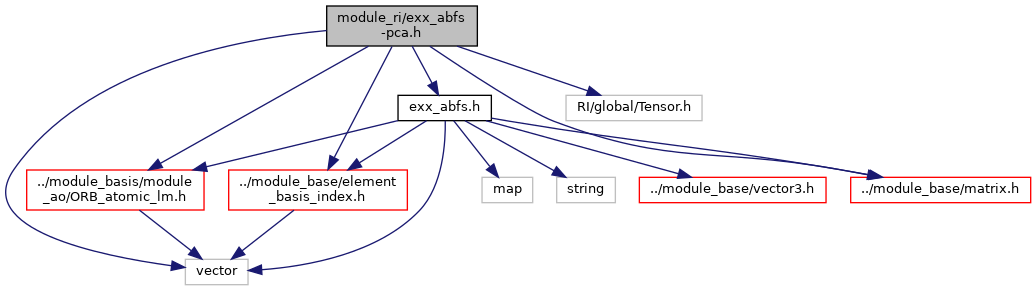 module_ri/exx_abfs
-pca.h
exx_abfs.h
RI/global/Tensor.h
../module_basis/module
_ao/ORB_atomic_lm.h
../module_base/element
_basis_index.h
map
string
../module_base/vector3.h
../module_base/matrix.h
vector